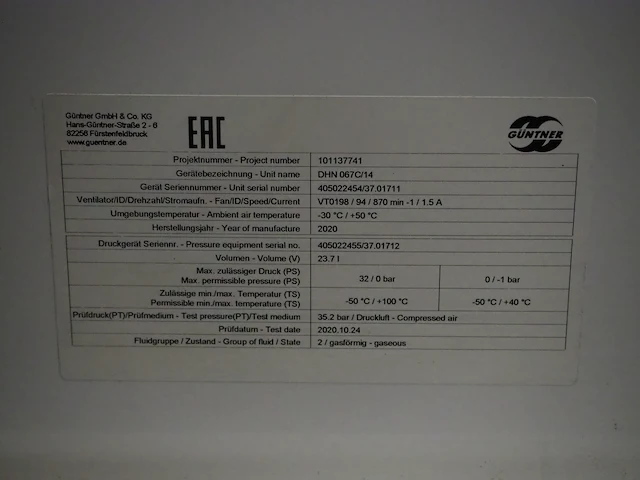 Güntner GmbH & Co. KG
Hans-Güntner-Straße 2 - 6
82256 Fürstenfeldbruck
www.guentner.de
EAC
GÜNTNER
Projektnummer - Project number 101137741
Gerätebezeichnung - Unit name DHN 067C/14
Gerät Seriennummer - Unit serial number 405022454/37.01711
Ventilator/ID/Drehzahl/Stromaufn. - Fan/ID/Speed/Current VT0198 / 94 / 870 min -1 / 1.5 A
Umgebungstemperatur - Ambient air temperature -30 °C / +50 °C
Herstellungsjahr - Year of manufacture 2020
Druckgerät Seriennr. - Pressure equipment serial no. 405022455/37.01712
Volumen - Volume (V) 23.7 l
Max. zulässiger Druck (PS)
Max. permissible pressure (PS) 32 / 0 bar 0 / -1 bar
Zulässige min./max. Temperatur (TS)
Permissible min./max. temperature (TS) -50 °C / +100 °C -50 °C / +40 °C
Prüfdruck(PT)/Prüfmedium - Test pressure(PT)/Test medium 35.2 bar / Druckluft - Compressed air
Prüfdatum - Test date 2020.10.24
Fluidgruppe / Zustand - Group of fluid / State 2 / gasförmig - gaseous